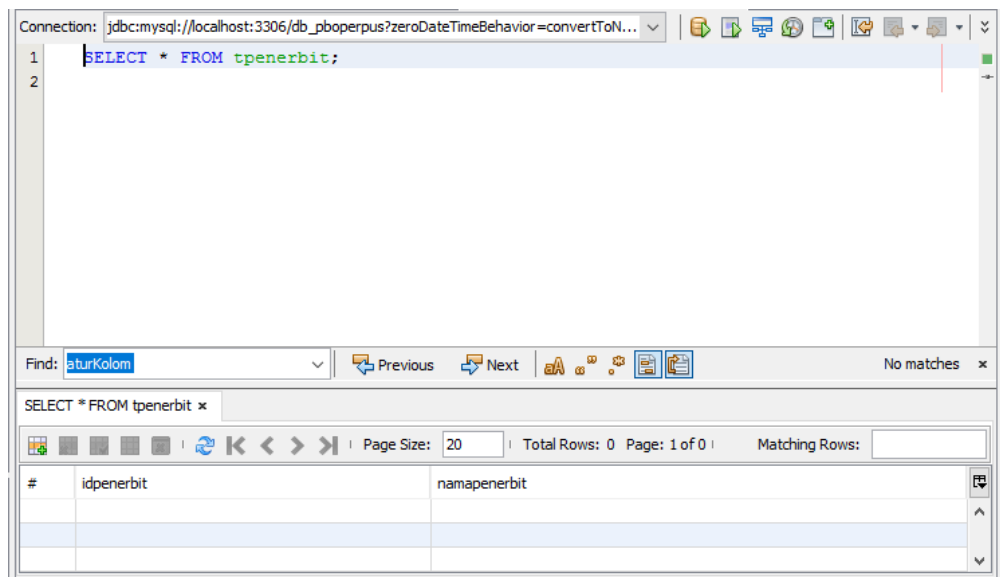 Connection: jdbc:mysql://localhost:3306/db_pboperpus?zeroDateTimeBehavior=convertToN...
1 SELECT * FROM tpenerbit;
2
Find: aturKolom Previous Next aA No matches x
SELECT * FROM tpenerbit x
Page Size: 20 Total Rows: 0 Page: 1 of 0 Matching Rows:
# idpenerbit namapenerbit